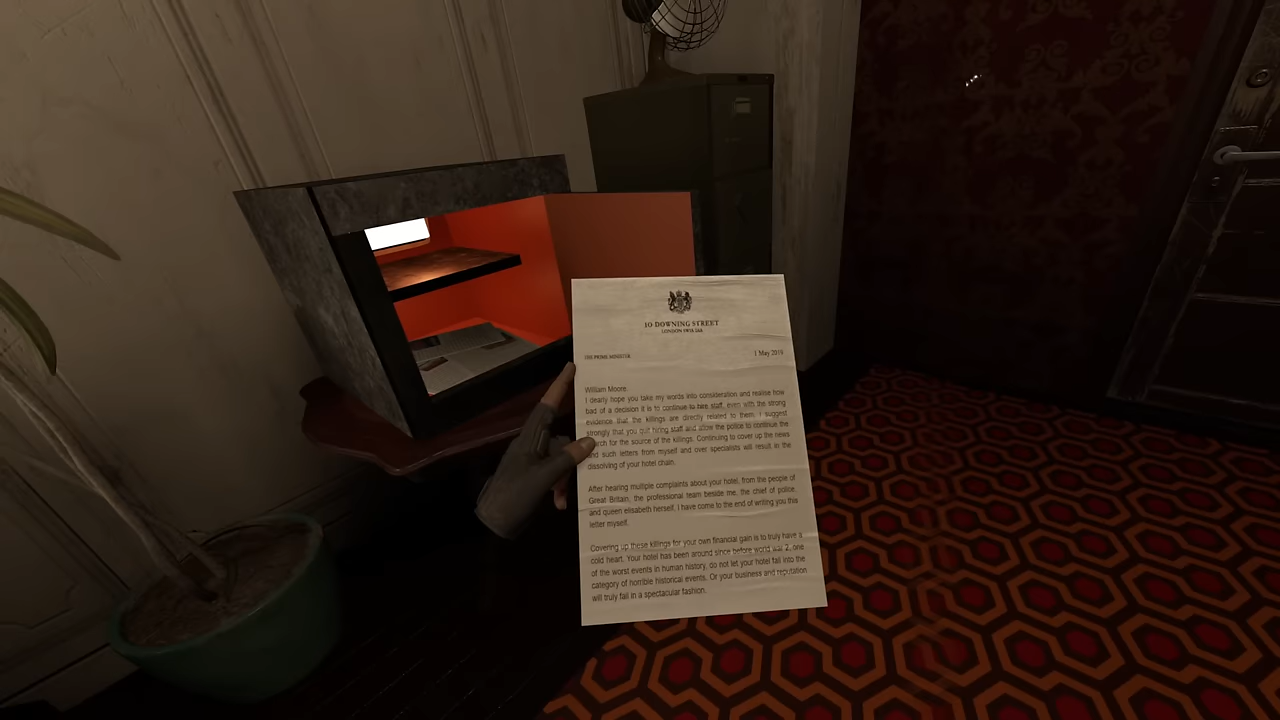 10 DOWNING STREET
LONDON SW1A 2AA
THE PRIME MINISTER
1 May 2019
William Moore.
I dearly hope you take my words into consideration and realise how
bad of a decision it is to continue to hire staff, even with the strong
evidence that the killings are directly related to them. I suggest
strongly that you quit hiring staff and allow the police to continue the
search for the source of the killings. Continuing to cover up the news
and such letters from myself and over specialists will result in the
dissolving of your hotel chain.
After hearing multiple complaints about your hotel, from the people of
Great Britain, the professional team beside me, the chief of police,
and queen elisabeth herself, I have come to the end of writing you this
letter myself.
Covering up these killings for your own financial gain is to truly have a
cold heart. Your hotel has been around since before world war 2, one
of the worst events in human history, do not let your hotel fall into the
category of horrible historical events. Or your business and reputation
will truly fail in a spectacular fashion.